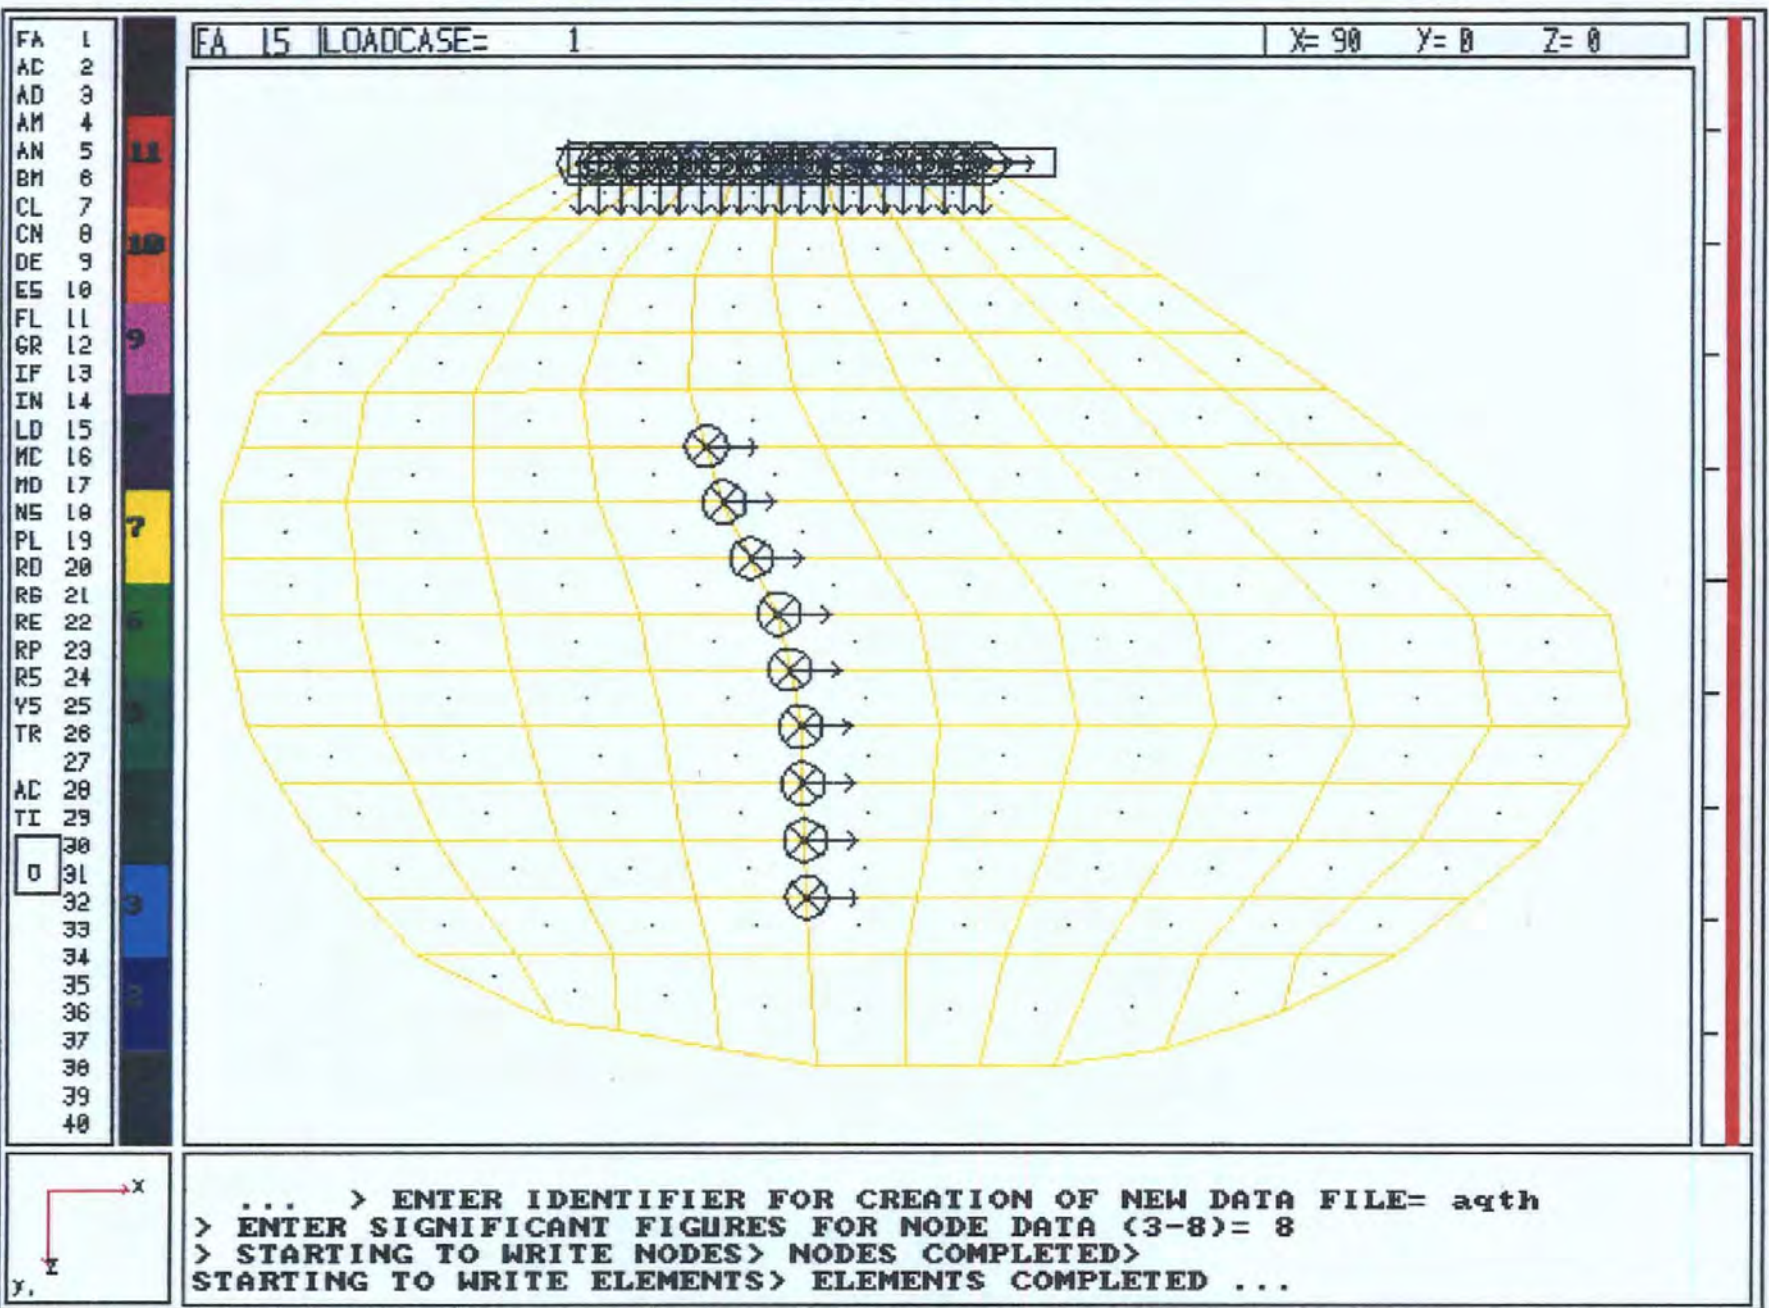 FA 15 LOADCASE= 1 X= 90 Y= 0 Z= 0
FA 1
AC 2
AD 3
AM 4
AN 5
BM 6
CL 7
CN 8
DE 9
ES 10
FL 11
GR 12
IF 13
IN 14
LD 15
MC 16
MD 17
NS 18
PL 19
RD 20
RG 21
RE 22
RP 23
RS 24
YS 25
TR 26
27
AC 28
TI 29
30
0 31
32
33
34
35
36
37
38
39
40
11
10
9
7
6
5
3
2
X
Z
y,
... > ENTER IDENTIFIER FOR CREATION OF NEW DATA FILE= aqth
> ENTER SIGNIFICANT FIGURES FOR NODE DATA (3-8)= 8
> STARTING TO WRITE NODES> NODES COMPLETED>
STARTING TO WRITE ELEMENTS> ELEMENTS COMPLETED ...